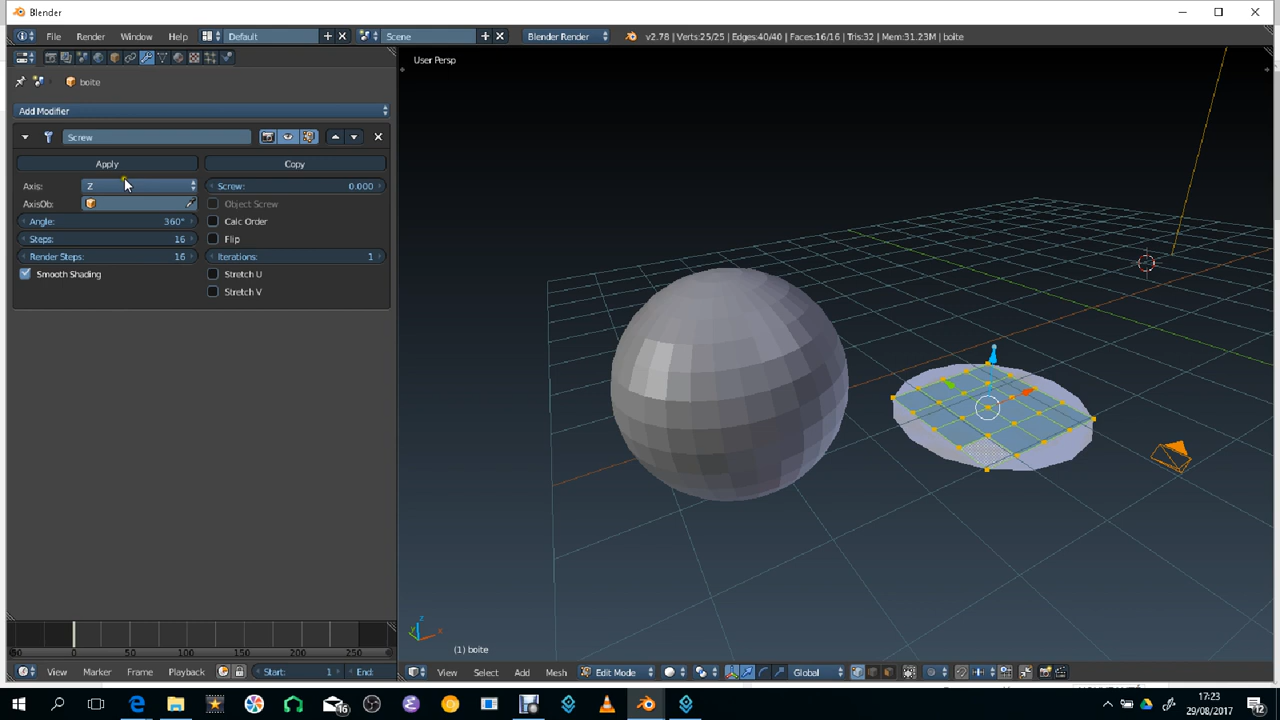 Blender
File Render Window Help Default Scene Blender Render v2.78 | Verts:25/25 | Edges:40/40 | Faces:16/16 | Tris:32 | Mem:31.23M | boite
User Persp
boite
Add Modifier
Screw
Apply Copy
Axis: Z Screw: 0.000
AxisOb: Object Screw
Angle: 360° Calc Order
Steps: 16 Flip
Render Steps: 16 Iterations: 1
Smooth Shading Stretch U
Stretch V
z
y x
(1) boite
50 100 150 200 250
View Marker Frame Playback Start: 1 End:
View Select Add Mesh Edit Mode Global
16
17:23
29/08/2017
12